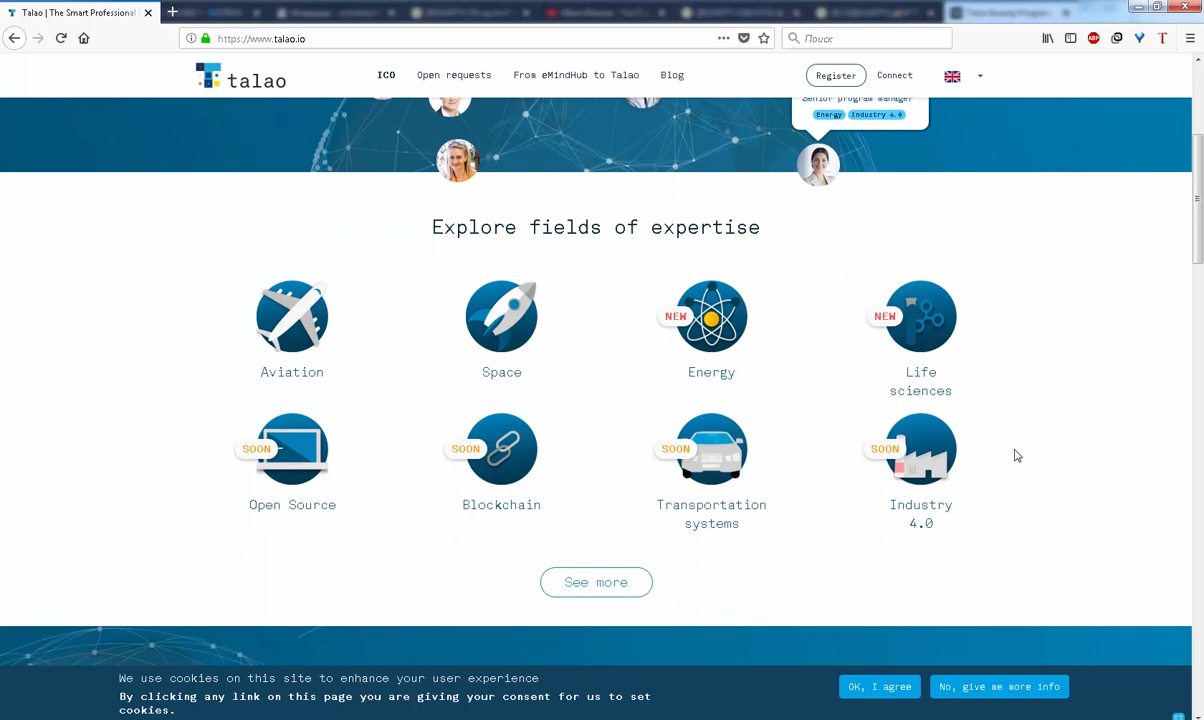 Talao | The Smart Professional
https://www.talao.io
Поиск
ABP
talao
ICO
Open requests
From eMindHub to Talao
Blog
Register
Connect
Senior program manager
Energy
Industry 4.0
Explore fields of expertise
Aviation
Space
NEW
Energy
NEW
Life
sciences
SOON
Open Source
SOON
Blockchain
SOON
Transportation
systems
SOON
Industry
4.0
See more
We use cookies on this site to enhance your user experience
By clicking any link on this page you are giving your consent for us to set
cookies.
OK, I agree
No, give me more info